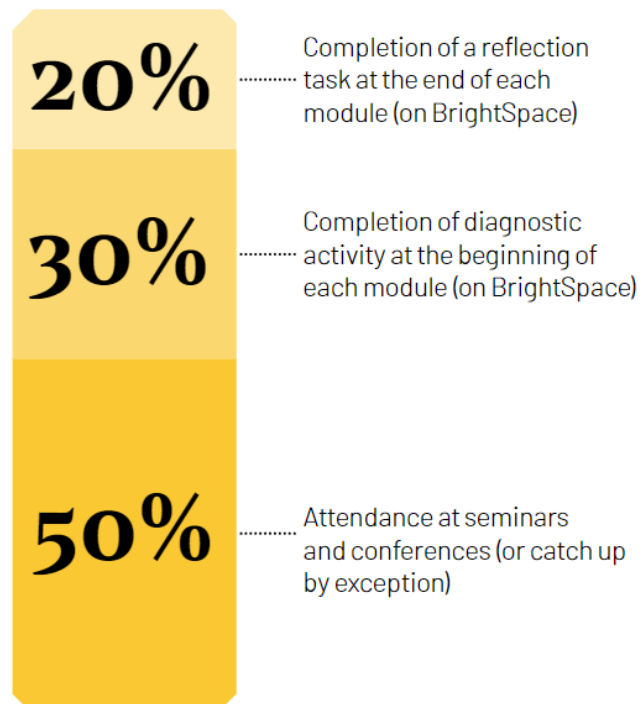 20%
Completion of a reflection
task at the end of each
module (on BrightSpace)
30%
Completion of diagnostic
activity at the beginning of
each module (on BrightSpace)
50%
Attendance at seminars
and conferences (or catch up
by exception)